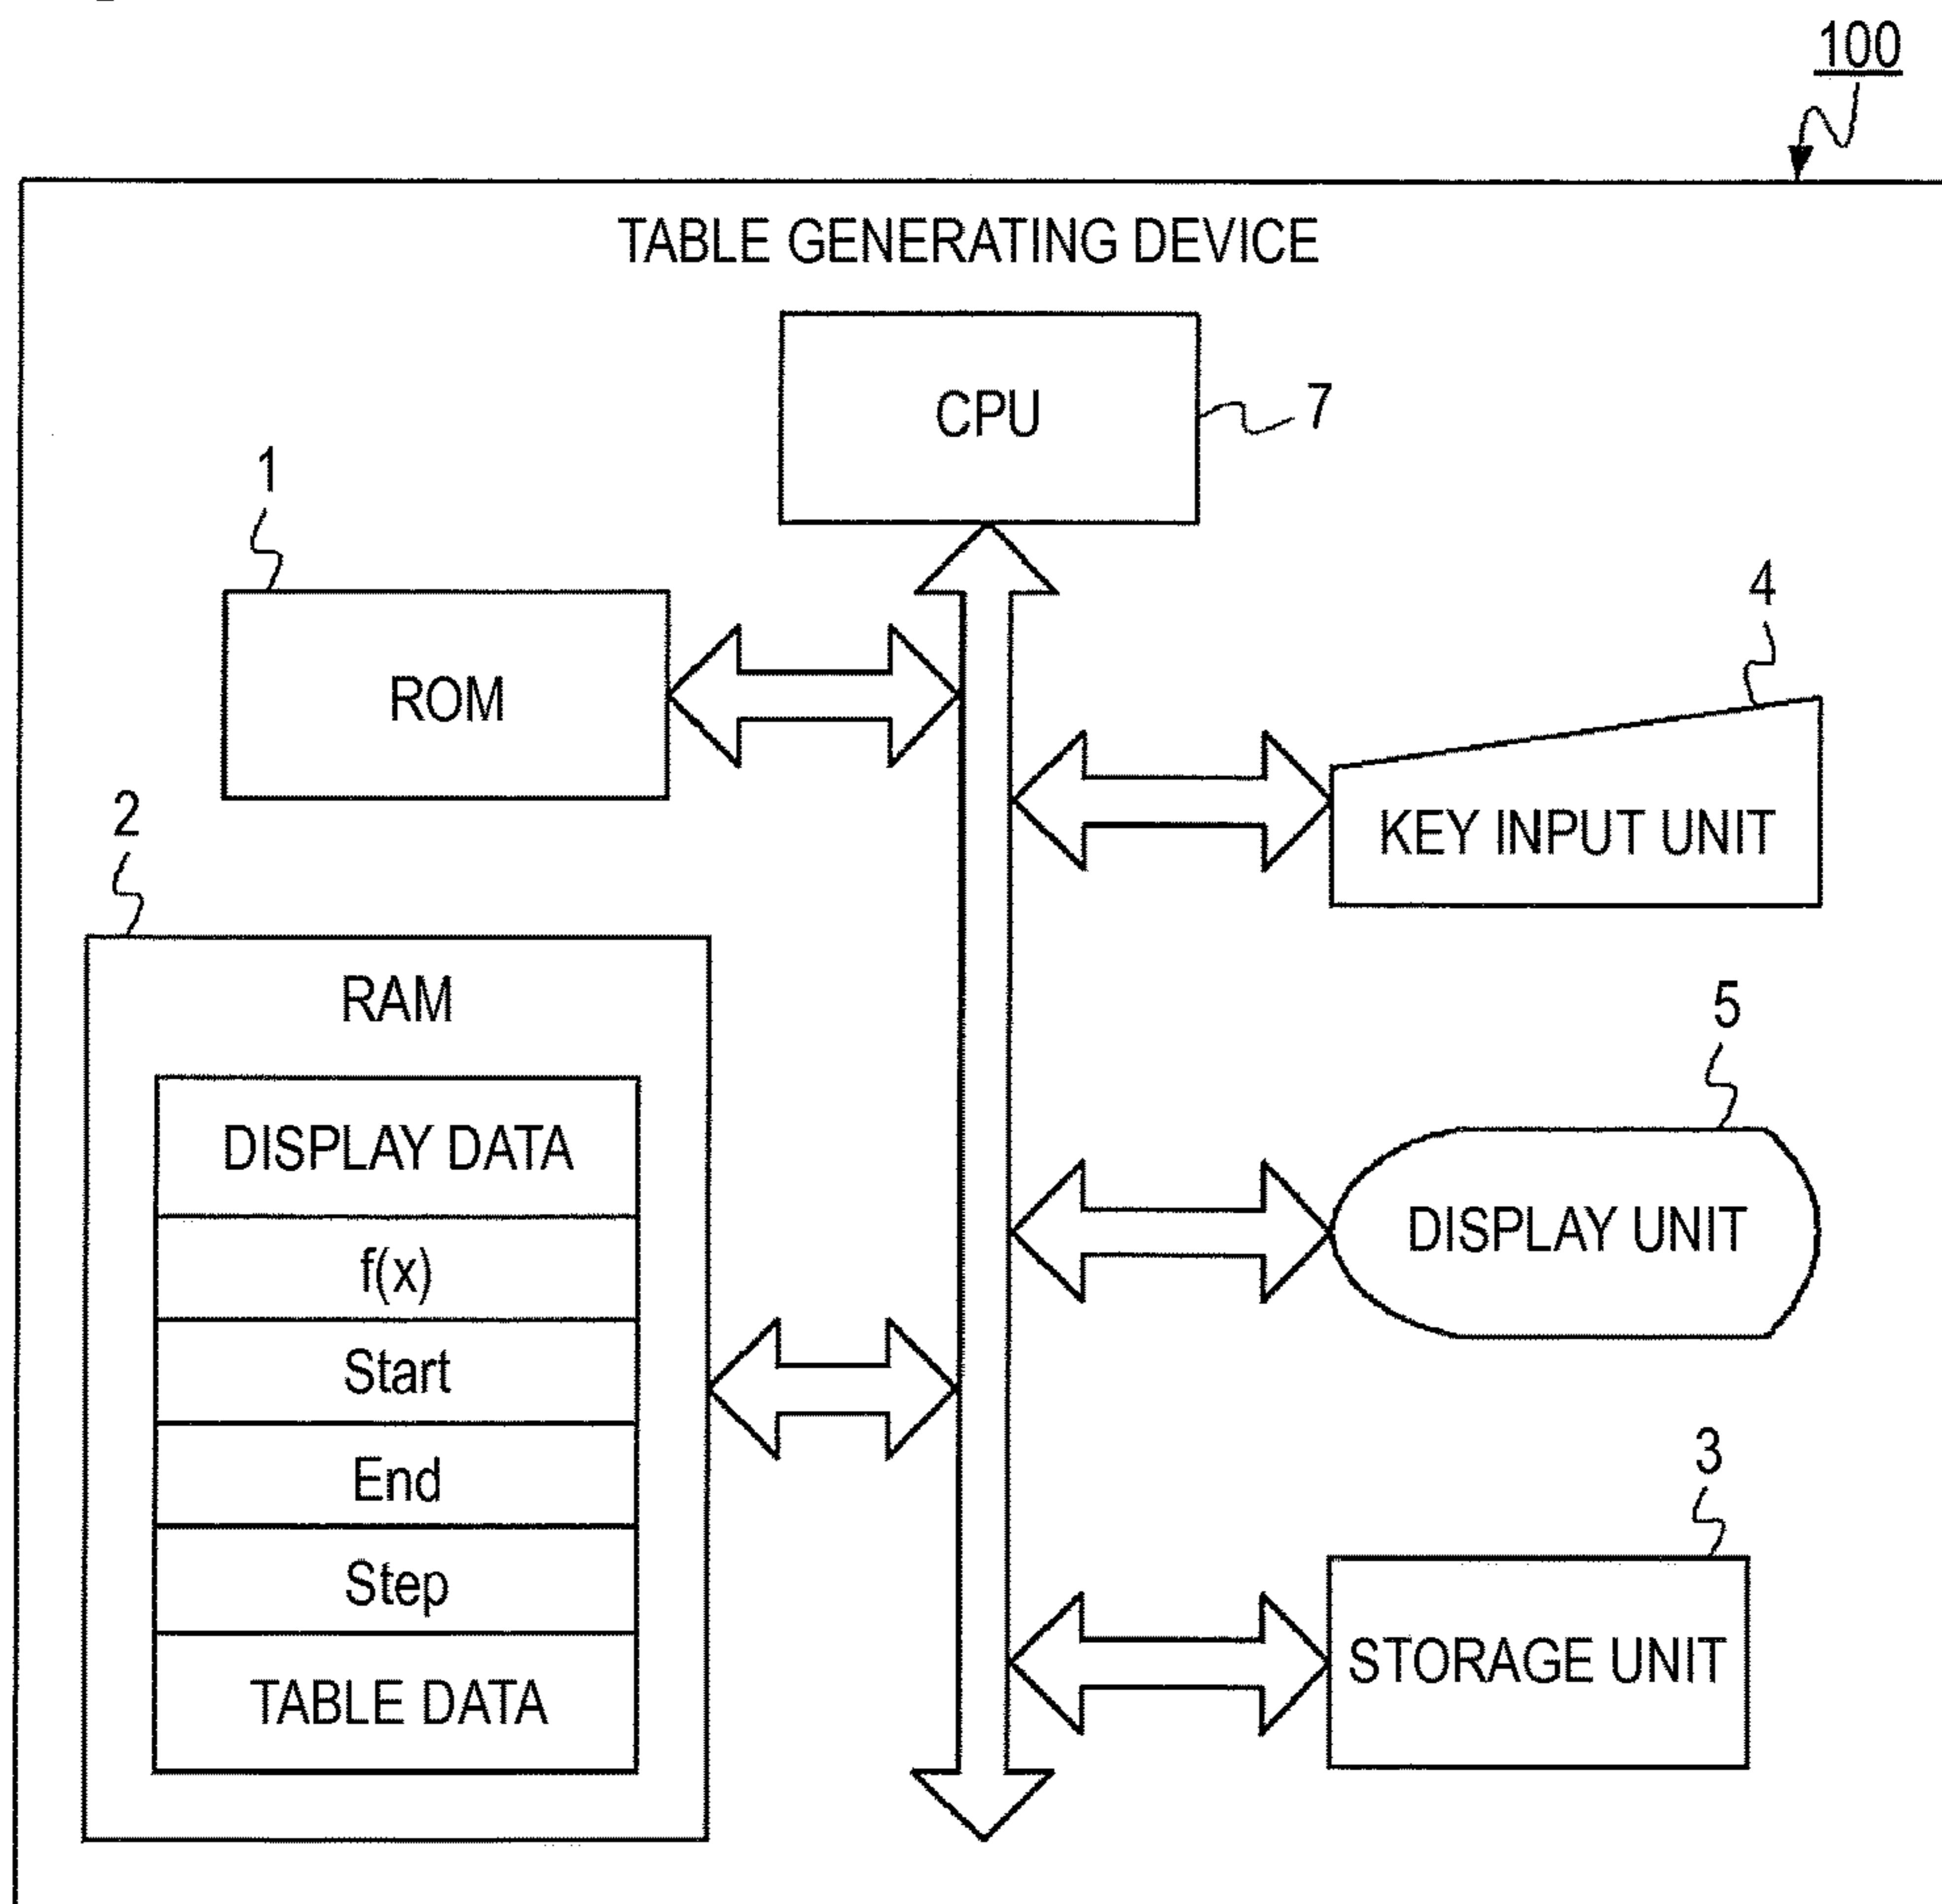 100
TABLE GENERATING DEVICE
CPU
7
1
ROM
4
KEY INPUT UNIT
2
RAM
DISPLAY DATA
f(x)
Start
End
Step
TABLE DATA
5
DISPLAY UNIT
3
STORAGE UNIT